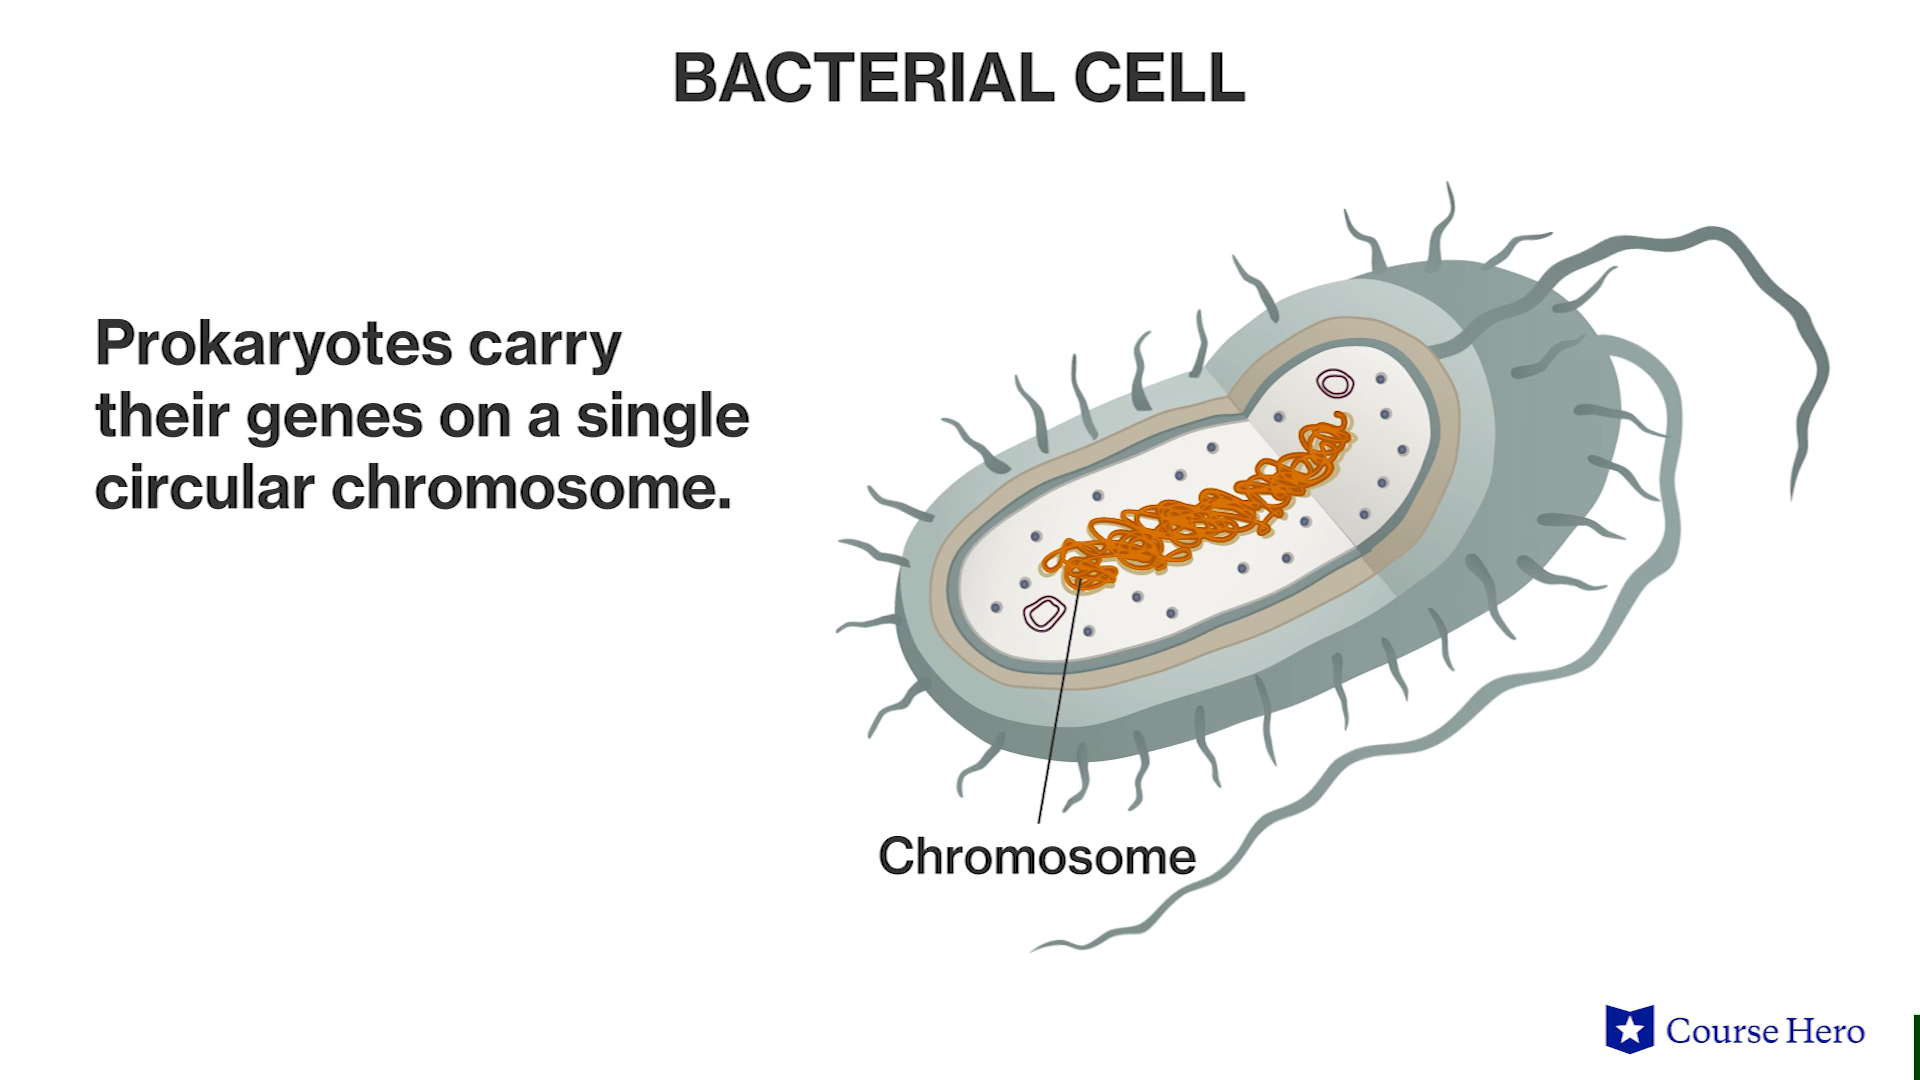 BACTERIAL CELL
Prokaryotes carry
their genes on a single
circular chromosome.
Chromosome
Course Hero